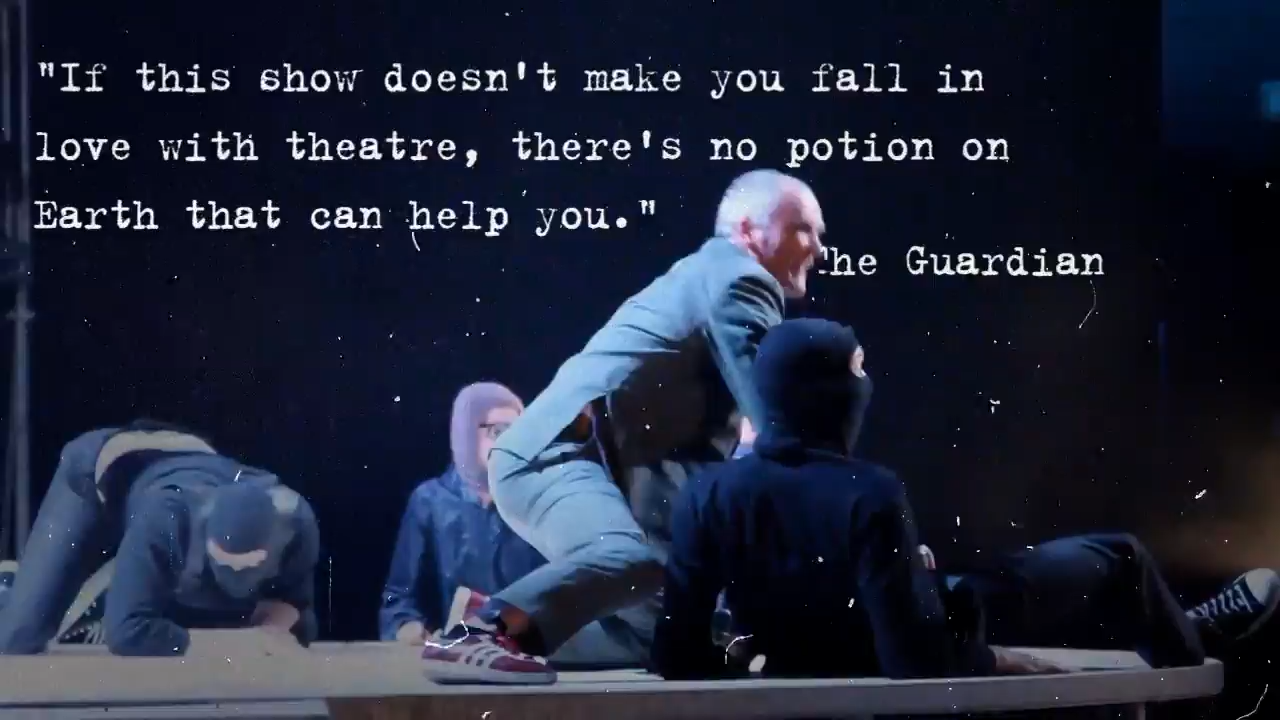 "If this show doesn't make you fall in
love with theatre, there's no potion on
Earth that can help you."
The Guardian